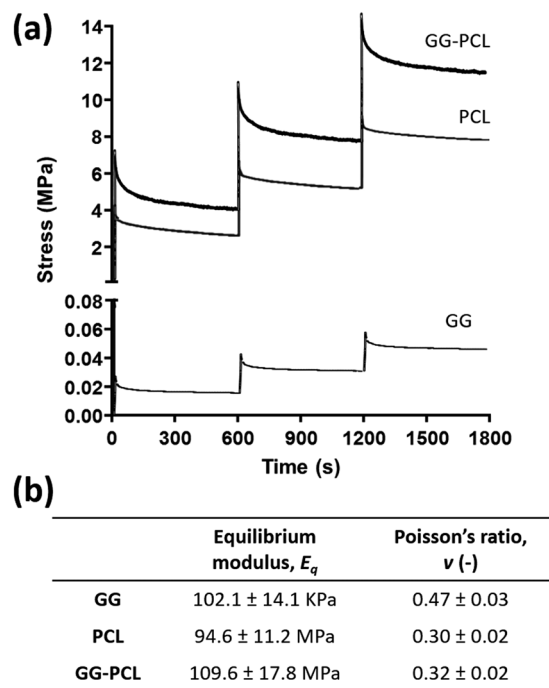 (a)
14
12
10
8
6
4
2
Stress (MPa)
GG-PCL
PCL
0.08
0.06
0.04
0.02
0.00
GG
0 300 600 900 1200 1500 1800
Time (s)
(b)
Equilibrium modulus, Eq
Poisson's ratio, ν (-)
GG 102.1 ± 14.1 KPa 0.47 ± 0.03
PCL 94.6 ± 11.2 MPa 0.30 ± 0.02
GG-PCL 109.6 ± 17.8 MPa 0.32 ± 0.02